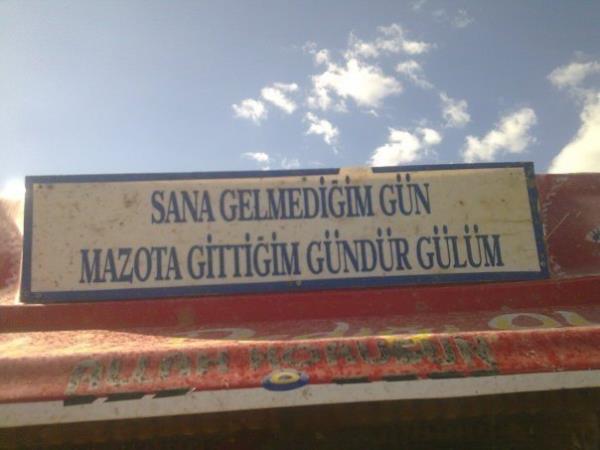 SANA GELMEDİĞİM GÜN
MAZOTA GİTTİĞİM GÜNDÜR GÜLÜM
ALLAH KORUSUN